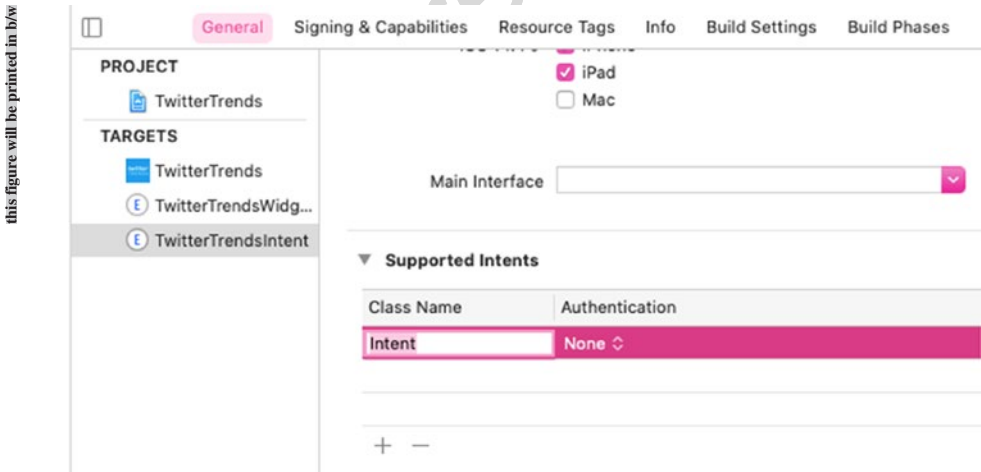 this figure will be printed in b/w
General Signing & Capabilities Resource Tags Info Build Settings Build Phases
PROJECT
TwitterTrends
TARGETS
TwitterTrends
TwitterTrendsWidg...
TwitterTrendsIntent
iPad
Mac
Main Interface
Supported Intents
Class Name Authentication
Intent None